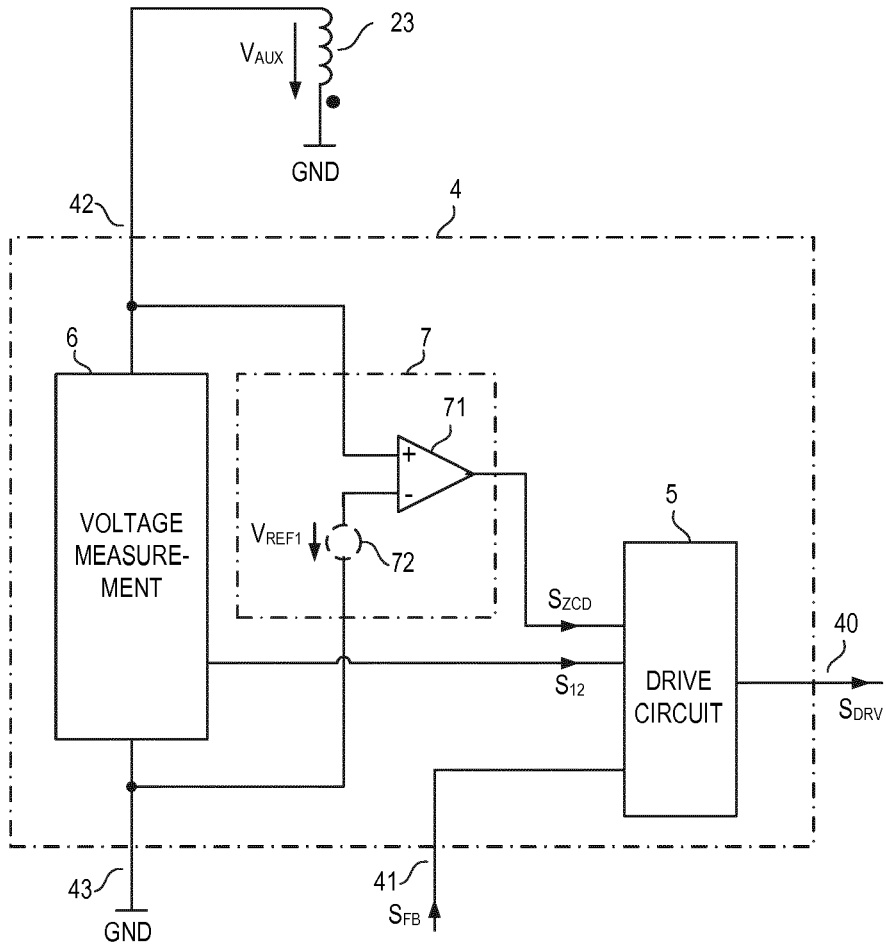 23
VAUX
GND
42
4
6
7
71
+
-
VREF1
72
5
VOLTAGE
MEASURE-
MENT
SZCD
S12
DRIVE
CIRCUIT
40
SDRV
43
41
SFB
GND